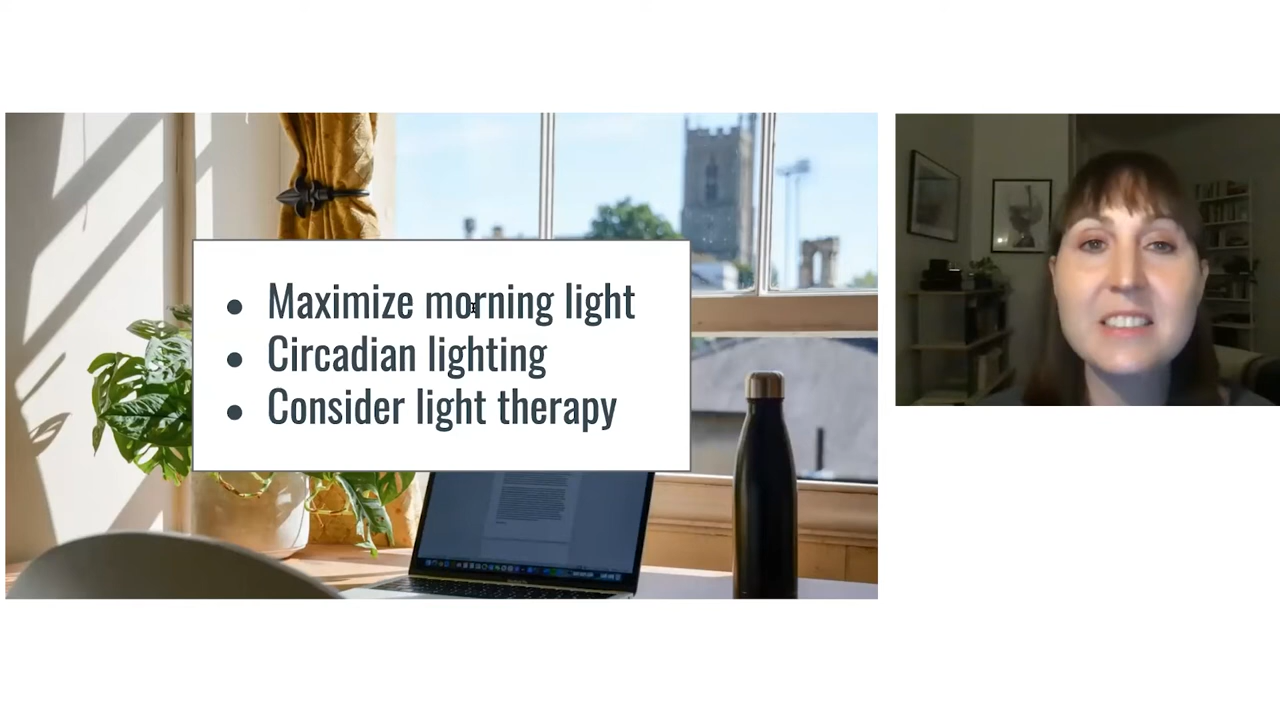 ● Maximize morning light
● Circadian lighting
● Consider light therapy